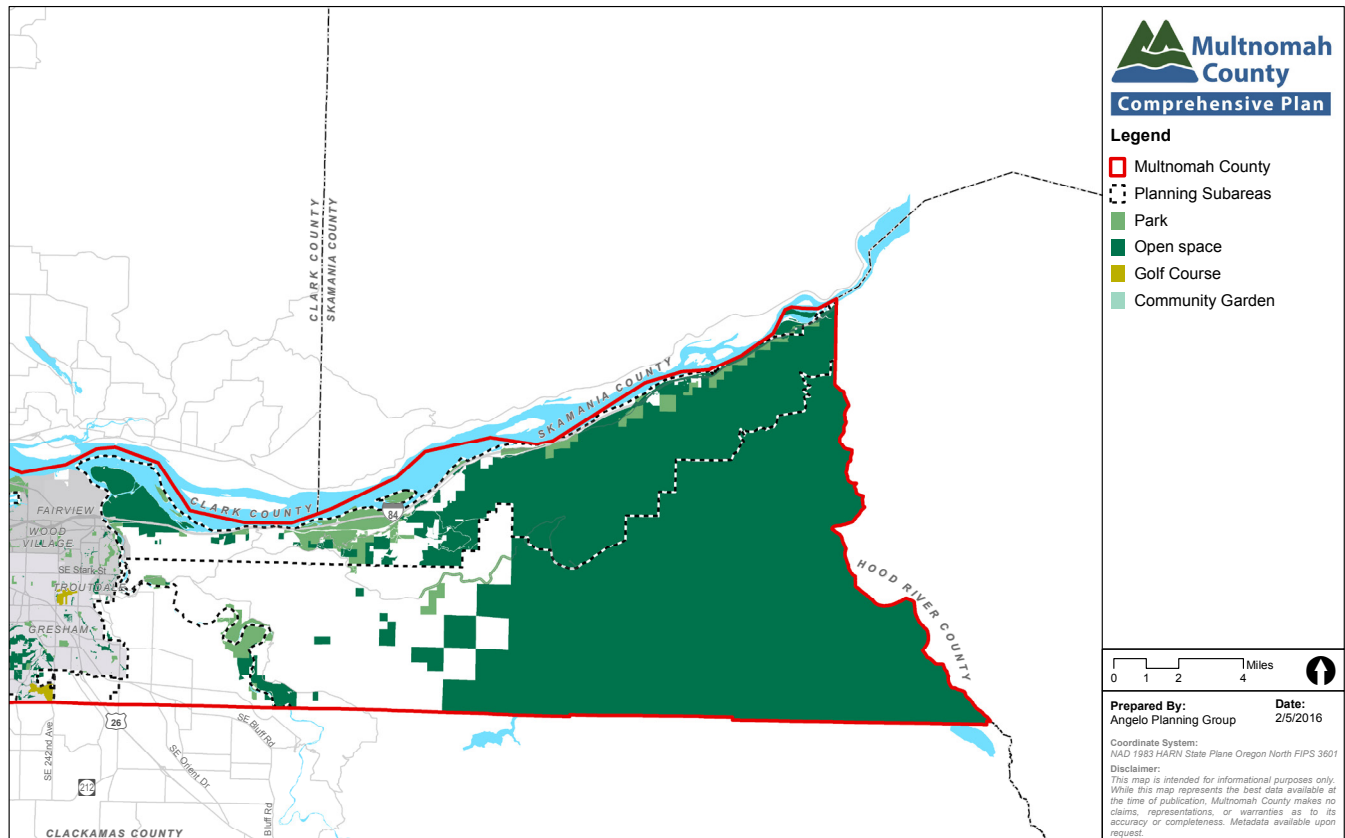 Multnomah
County
Comprehensive Plan
Legend
Multnomah County
Planning Subareas
Park
Open space
Golf Course
Community Garden
CLARK COUNTY
SKAMANIA COUNTY
SKAMANIA COUNTY
CLARK COUNTY
84
FAIRVIEW
WOOD
VILLAGE
SE Stark St
TROUTDALE
GRESHAM
HOOD RIVER COUNTY
26
SE 242nd Ave
212
SE Bluff Rd
SE Orient Dr
Bluff Rd
CLACKAMAS COUNTY
Miles
0 1 2 4
Prepared By:
Angelo Planning Group
Date:
2/5/2016
Coordinate System:
NAD 1983 HARN State Plane Oregon North FIPS 3601
Disclaimer:
This map is intended for informational purposes only.
While this map represents the best data available at
the time of publication, Multnomah County makes no
claims, representations, or warranties as to its
accuracy or completeness. Metadata available upon
request.